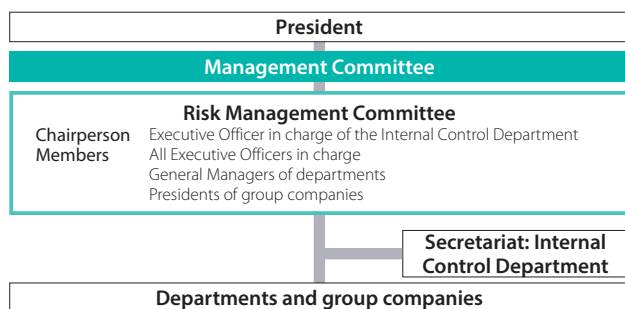 President
Management Committee
Risk Management Committee
Chairperson Executive Officer in charge of the Internal Control Department
Members All Executive Officers in charge
General Managers of departments
Presidents of group companies
Secretariat: Internal
Control Department
Departments and group companies